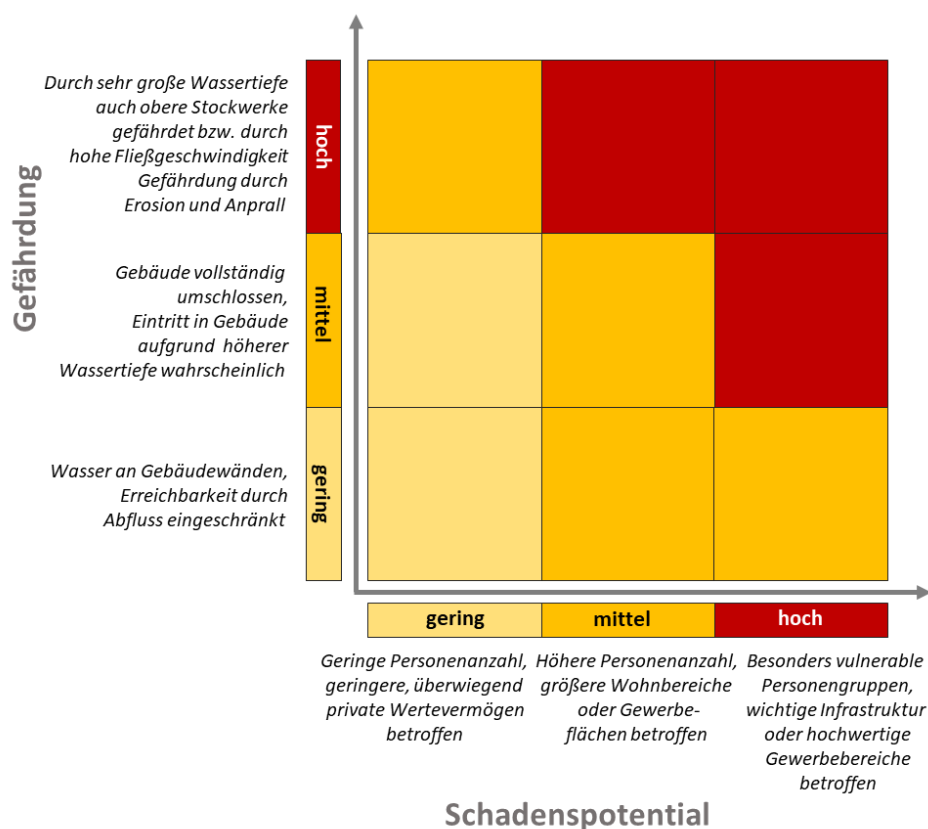 Gefährdung
Durch sehr große Wassertiefe
auch obere Stockwerke
gefährdet bzw. durch
hohe Fließgeschwindigkeit
Gefährdung durch
Erosion und Anprall
hoch
Gebäude vollständig
umschlossen,
Eintritt in Gebäude
aufgrund höherer
Wassertiefe wahrscheinlich
mittel
Wasser an Gebäudewänden,
Erreichbarkeit durch
Abfluss eingeschränkt
gering
gering
mittel
hoch
Geringe Personenanzahl,
geringere, überwiegend
private Wertevermögen
betroffen
Höhere Personenanzahl,
größere Wohnbereiche
oder Gewerbe-
flächen betroffen
Besonders vulnerable
Personengruppen,
wichtige Infrastruktur
oder hochwertige
Gewerbebereiche
betroffen
Schadenspotential